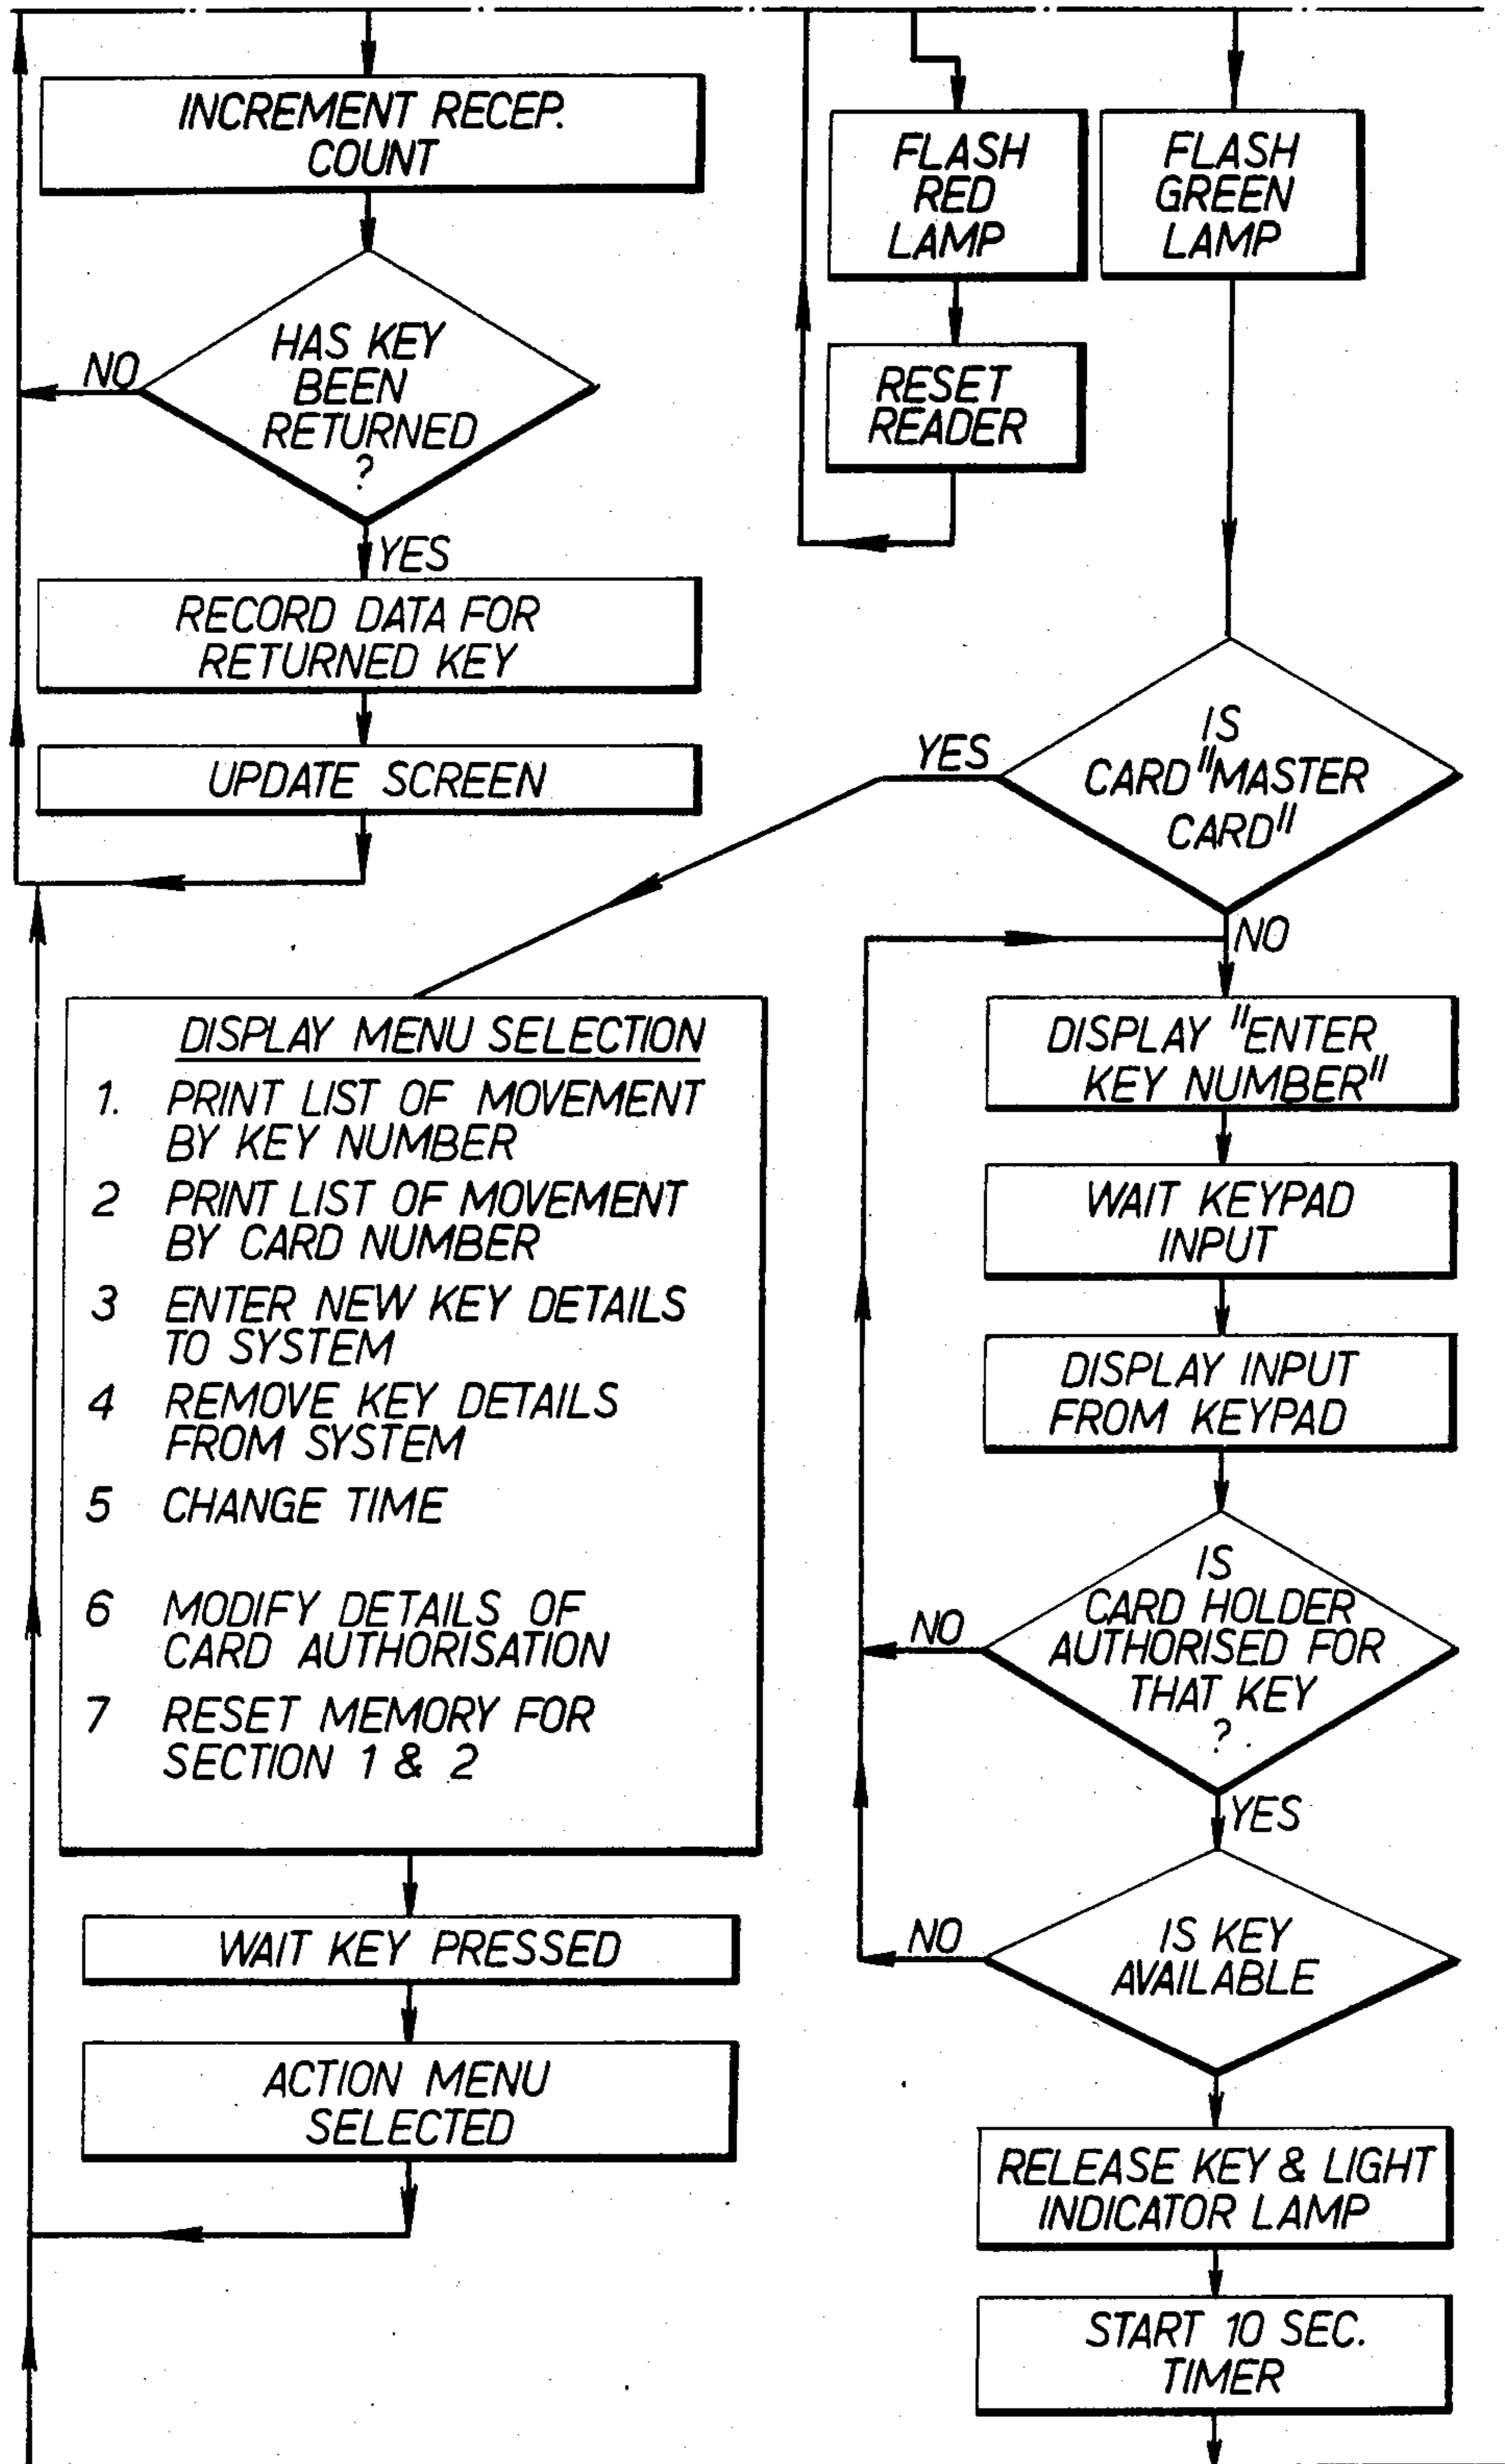 INCREMENT RECEP.
COUNT
HAS KEY
BEEN
RETURNED
?
NO
YES
RECORD DATA FOR
RETURNED KEY
UPDATE SCREEN
FLASH
RED
LAMP
RESET
READER
FLASH
GREEN
LAMP
IS
CARD "MASTER
CARD"
YES
NO
DISPLAY MENU SELECTION
1. PRINT LIST OF MOVEMENT
BY KEY NUMBER
2 PRINT LIST OF MOVEMENT
BY CARD NUMBER
3 ENTER NEW KEY DETAILS
TO SYSTEM
4 REMOVE KEY DETAILS
FROM SYSTEM
5 CHANGE TIME
6 MODIFY DETAILS OF
CARD AUTHORISATION
7 RESET MEMORY FOR
SECTION 1 & 2
WAIT KEY PRESSED
ACTION MENU
SELECTED
DISPLAY "ENTER
KEY NUMBER"
WAIT KEYPAD
INPUT
DISPLAY INPUT
FROM KEYPAD
IS
CARD HOLDER
AUTHORISED FOR
THAT KEY
?
NO
YES
IS KEY
AVAILABLE
NO
RELEASE KEY & LIGHT
INDICATOR LAMP
START 10 SEC.
TIMER